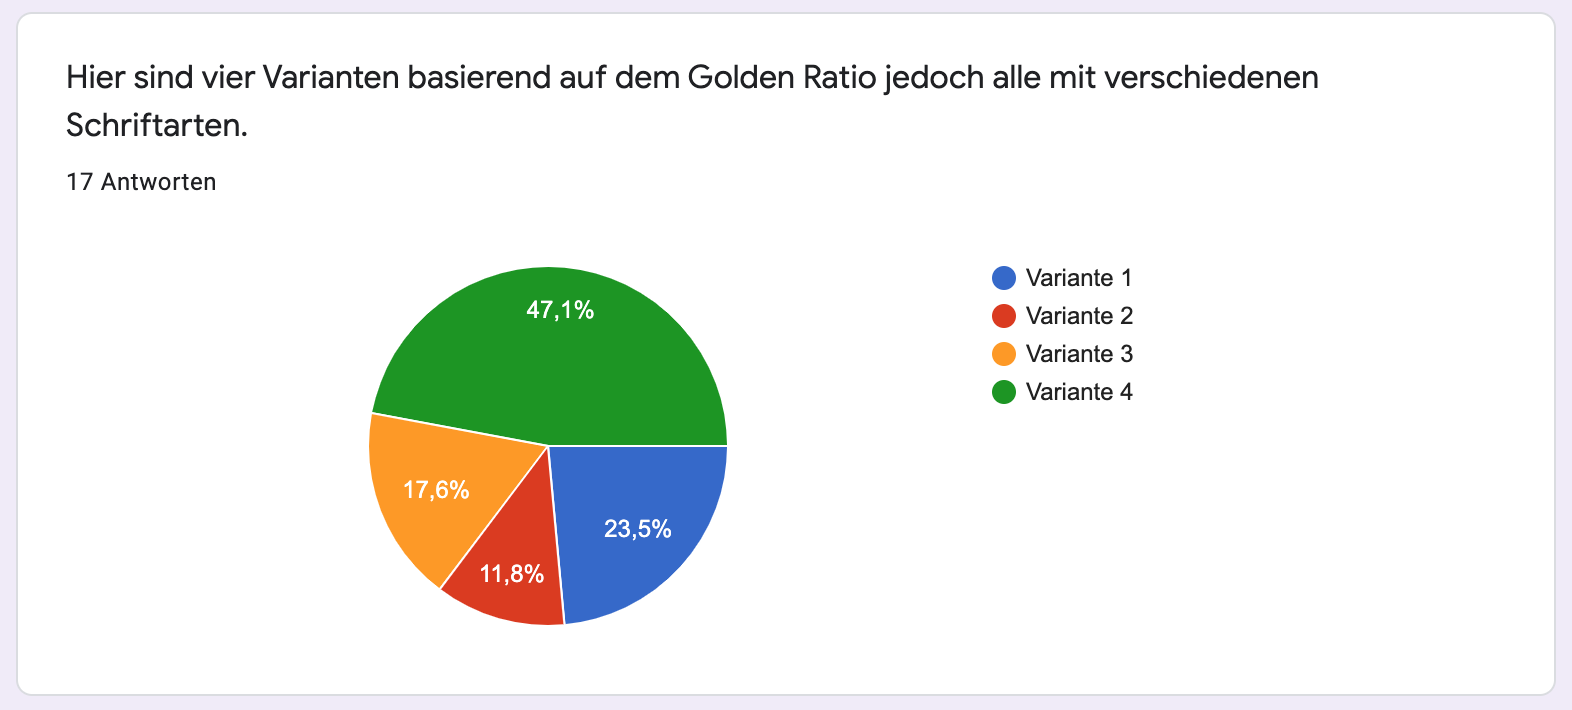 Hier sind vier Varianten basierend auf dem Golden Ratio jedoch alle mit verschiedenen
Schriftarten.
17 Antworten
47,1%
17,6%
11,8%
23,5%
Variante 1
Variante 2
Variante 3
Variante 4